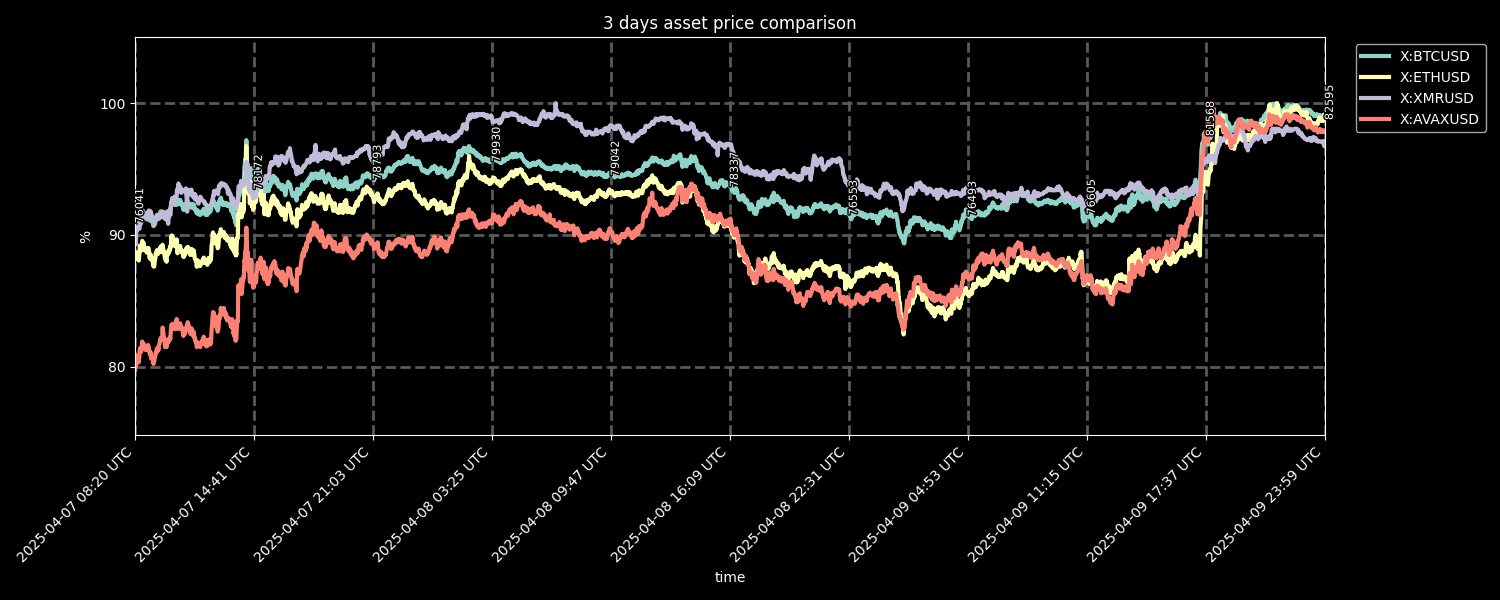 3 days asset price comparison
X:BTCUSD
X:ETHUSD
X:XMRUSD
X:AVAXUSD
%
100
90
80
76041
78172
78793
79930
79042
78337
76553
76493
76605
81568
82595
2025-04-07 08:20 UTC
2025-04-07 14:41 UTC
2025-04-07 21:03 UTC
2025-04-08 03:25 UTC
2025-04-08 09:47 UTC
2025-04-08 16:09 UTC
2025-04-08 22:31 UTC
2025-04-09 04:53 UTC
2025-04-09 11:15 UTC
2025-04-09 17:37 UTC
2025-04-09 23:59 UTC
time